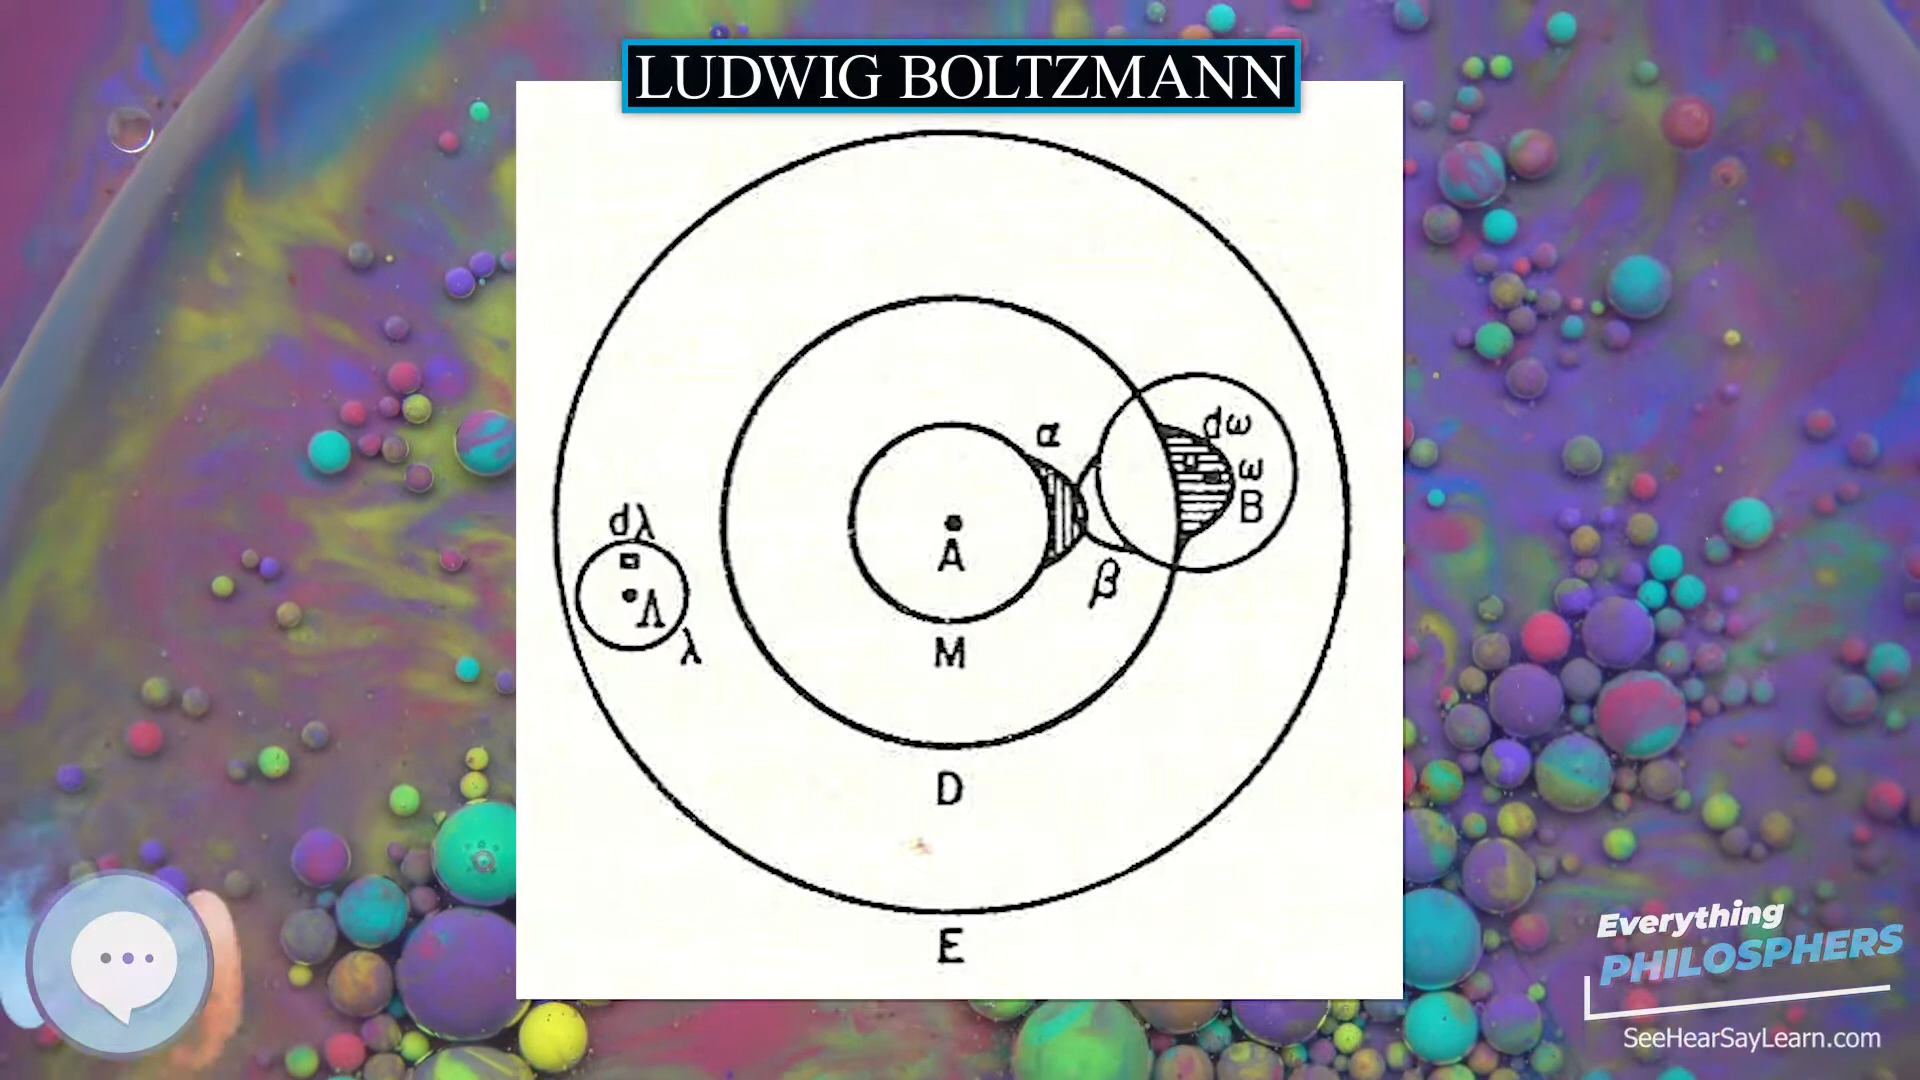 LUDWIG BOLTZMANN
α
dω
ω
B
A
β
dλ
Λ
λ
M
D
E
Everything
PHILOSPHERS
SeeHearSayLearn.com